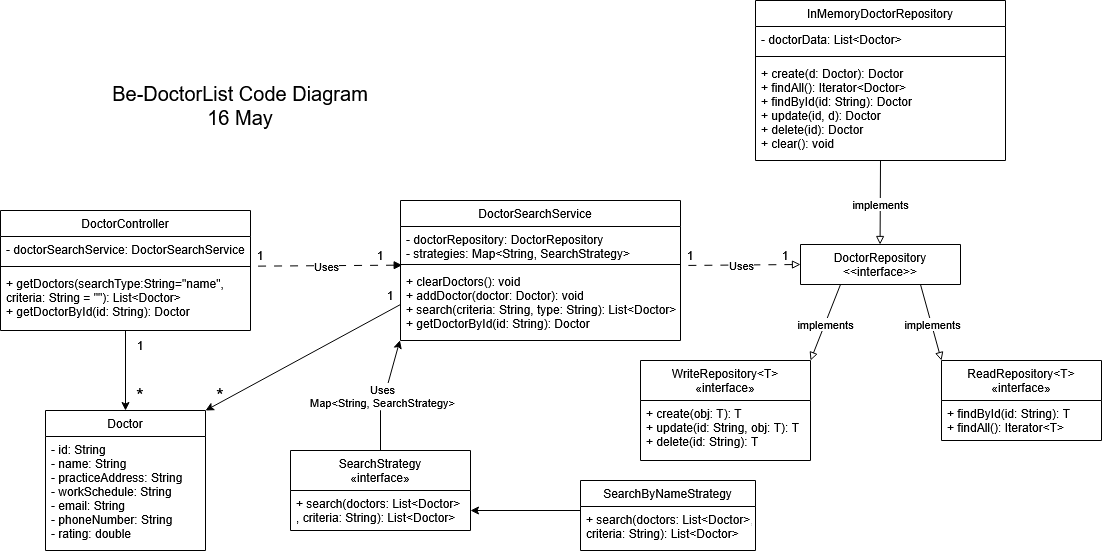 Be-DoctorList Code Diagram
16 May
InMemoryDoctorRepository
- doctorData: List<Doctor>
+ create(d: Doctor): Doctor
+ findAll(): Iterator<Doctor>
+ findById(id: String): Doctor
+ update(id, d): Doctor
+ delete(id): Doctor
+ clear(): void
implements
DoctorController
- doctorSearchService: DoctorSearchService
+ getDoctors(searchType:String="name",
criteria: String = ""): List<Doctor>
+ getDoctorById(id: String): Doctor
1
Uses
1
DoctorSearchService
- doctorRepository: DoctorRepository
- strategies: Map<String, SearchStrategy>
+ clearDoctors(): void
+ addDoctor(doctor: Doctor): void
+ search(criteria: String, type: String): List<Doctor>
+ getDoctorById(id: String): Doctor
1
Uses
1
DoctorRepository
<<interface>>
implements
implements
WriteRepository<T>
«interface»
+ create(obj: T): T
+ update(id: String, obj: T): T
+ delete(id: String): T
ReadRepository<T>
«interface»
+ findById(id: String): T
+ findAll(): Iterator<T>
1
*
1
*
Doctor
- id: String
- name: String
- practiceAddress: String
- workSchedule: String
- email: String
- phoneNumber: String
- rating: double
Uses
Map<String, SearchStrategy>
SearchStrategy
«interface»
+ search(doctors: List<Doctor>
, criteria: String): List<Doctor>
SearchByNameStrategy
+ search(doctors: List<Doctor>,
criteria: String): List<Doctor>